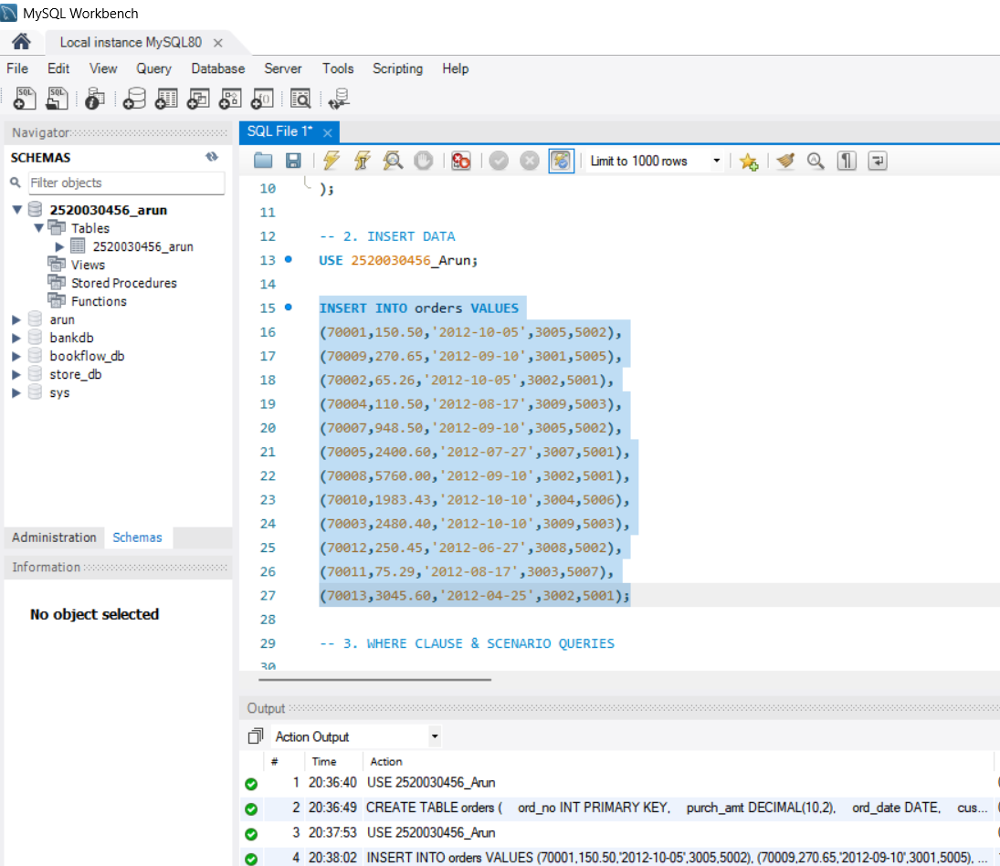 MySQL Workbench
Local instance MySQL80
File Edit View Query Database Server Tools Scripting Help
Navigator
SCHEMAS
Filter objects
2520030456_arun
Tables
2520030456_arun
Views
Stored Procedures
Functions
arun
bankdb
bookflow_db
store_db
sys
Administration Schemas
Information
No object selected
SQL File 1*
Limit to 1000 rows
10 );
11
12 -- 2. INSERT DATA
13 USE 2520030456_Arun;
14
15 INSERT INTO orders VALUES
16 (70001,150.50,'2012-10-05',3005,5002),
17 (70009,270.65,'2012-09-10',3001,5005),
18 (70002,65.26,'2012-10-05',3002,5001),
19 (70004,110.50,'2012-08-17',3009,5003),
20 (70007,948.50,'2012-09-10',3005,5002),
21 (70005,2400.60,'2012-07-27',3007,5001),
22 (70008,5760.00,'2012-09-10',3002,5001),
23 (70010,1983.43,'2012-10-10',3004,5006),
24 (70003,2480.40,'2012-10-10',3009,5003),
25 (70012,250.45,'2012-06-27',3008,5002),
26 (70011,75.29,'2012-08-17',3003,5007),
27 (70013,3045.60,'2012-04-25',3002,5001);
28
29 -- 3. WHERE CLAUSE & SCENARIO QUERIES
30
Output
Action Output
# Time Action
1 20:36:40 USE 2520030456_Arun
2 20:36:49 CREATE TABLE orders ( ord_no INT PRIMARY KEY, purch_amt DECIMAL(10,2), ord_date DATE, cus...
3 20:37:53 USE 2520030456_Arun
4 20:38:02 INSERT INTO orders VALUES (70001,150.50,'2012-10-05',3005,5002), (70009,270.65,'2012-09-10',3001,5005), ...